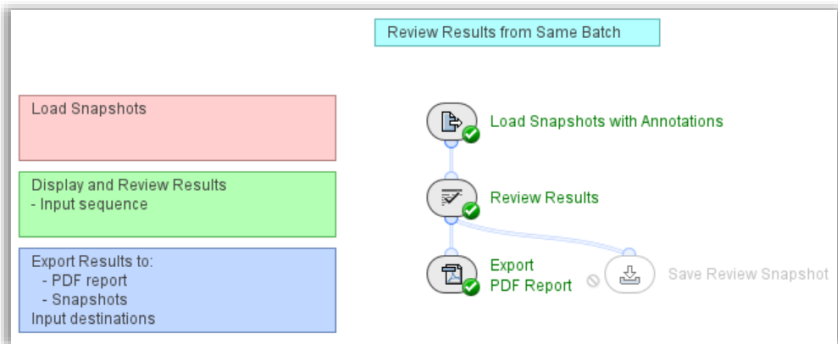 Review Results from Same Batch
Load Snapshots
Load Snapshots with Annotations
Display and Review Results
- Input sequence
Review Results
Export Results to:
- PDF report
- Snapshots
Input destinations
Export
PDF Report
Save Review Snapshot